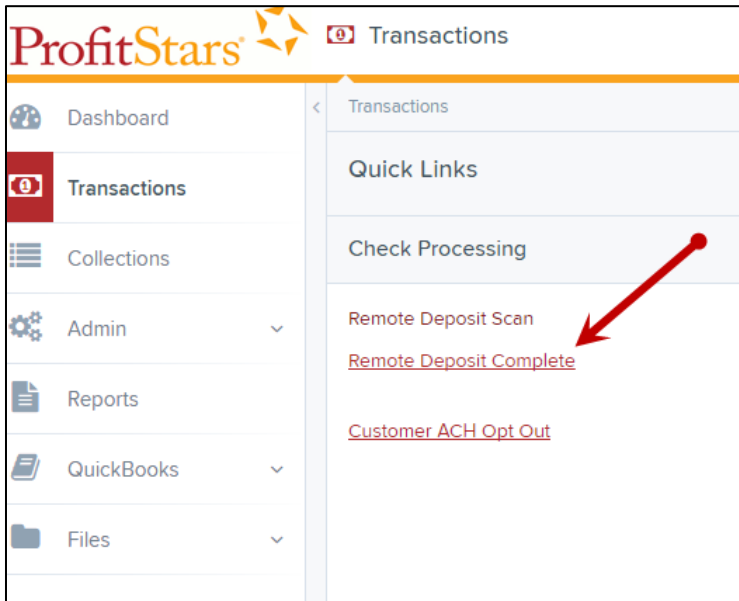 ProfitStars®
Transactions
Dashboard
Transactions
Collections
Admin
Reports
QuickBooks
Files
Transactions
Quick Links
Check Processing
Remote Deposit Scan
Remote Deposit Complete
Customer ACH Opt Out